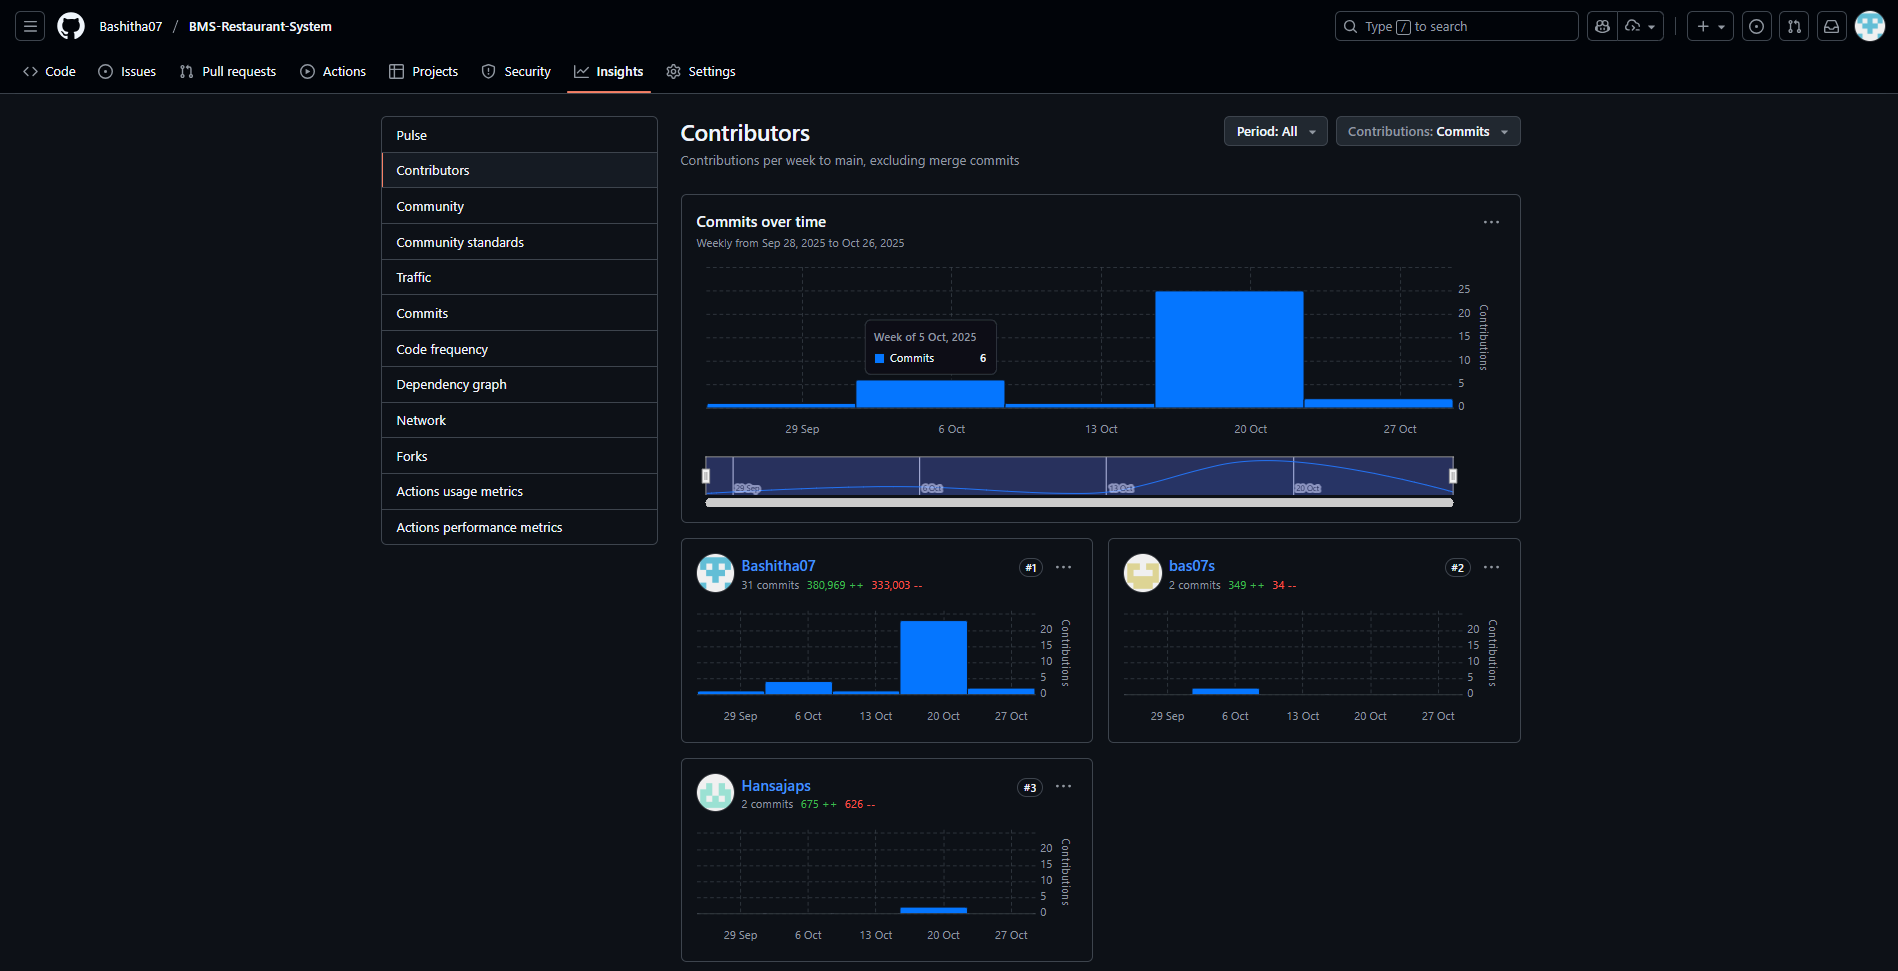 Bashitha07 / BMS-Restaurant-System
Type / to search
Code
Issues
Pull requests
Actions
Projects
Security
Insights
Settings
Pulse
Contributors
Community
Community standards
Traffic
Commits
Code frequency
Dependency graph
Network
Forks
Actions usage metrics
Actions performance metrics
Contributors
Contributions per week to main, excluding merge commits
Period: All
Contributions: Commits
Commits over time
Weekly from Sep 28, 2025 to Oct 26, 2025
Week of 5 Oct, 2025
Commits 6
25
20
15
10
5
0
Contributions
29 Sep 6 Oct 13 Oct 20 Oct 27 Oct
29 Sep 6 Oct 13 Oct 20 Oct
Bashitha07
#1
31 commits 380,969 ++ 333,003 --
20
15
10
5
0
Contributions
29 Sep 6 Oct 13 Oct 20 Oct 27 Oct
bas07s
#2
2 commits 349 ++ 34 --
20
15
10
5
0
Contributions
29 Sep 6 Oct 13 Oct 20 Oct 27 Oct
Hansajaps
#3
2 commits 675 ++ 626 --
20
15
10
5
0
Contributions
29 Sep 6 Oct 13 Oct 20 Oct 27 Oct